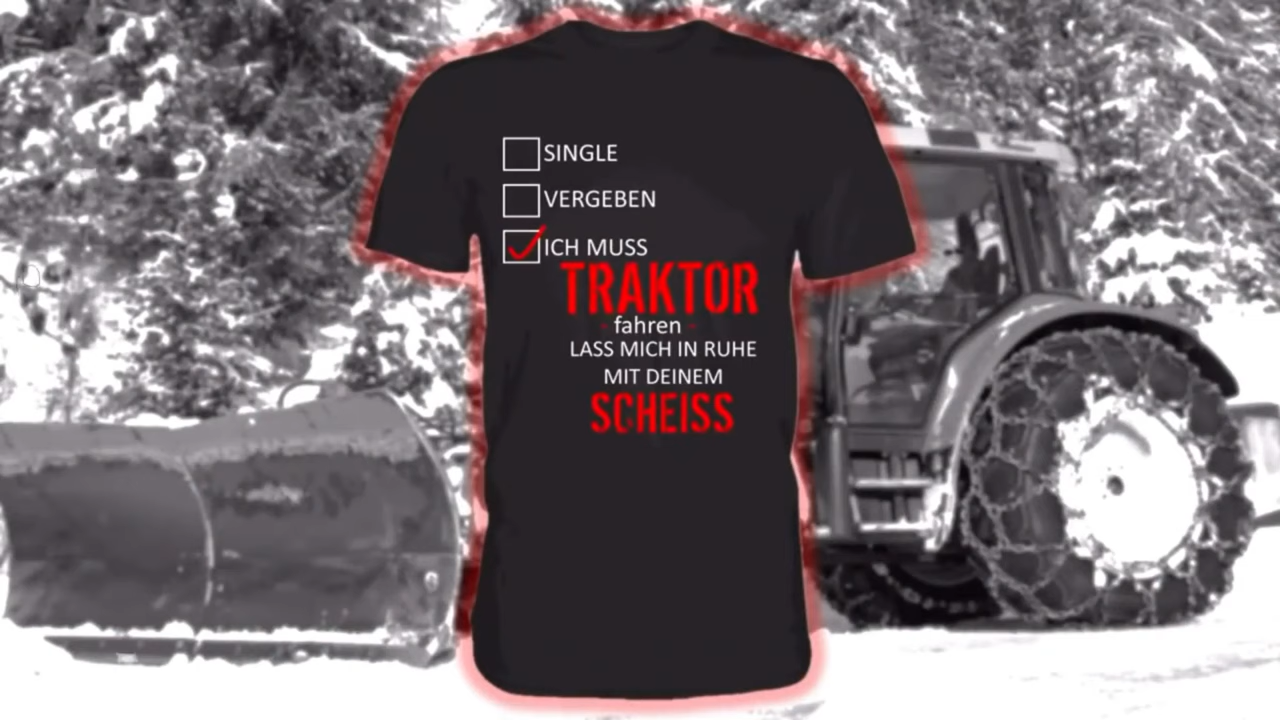 SINGLE
VERGEBEN
ICH MUSS
TRAKTOR
- fahren -
LASS MICH IN RUHE
MIT DEINEM
SCHEISS